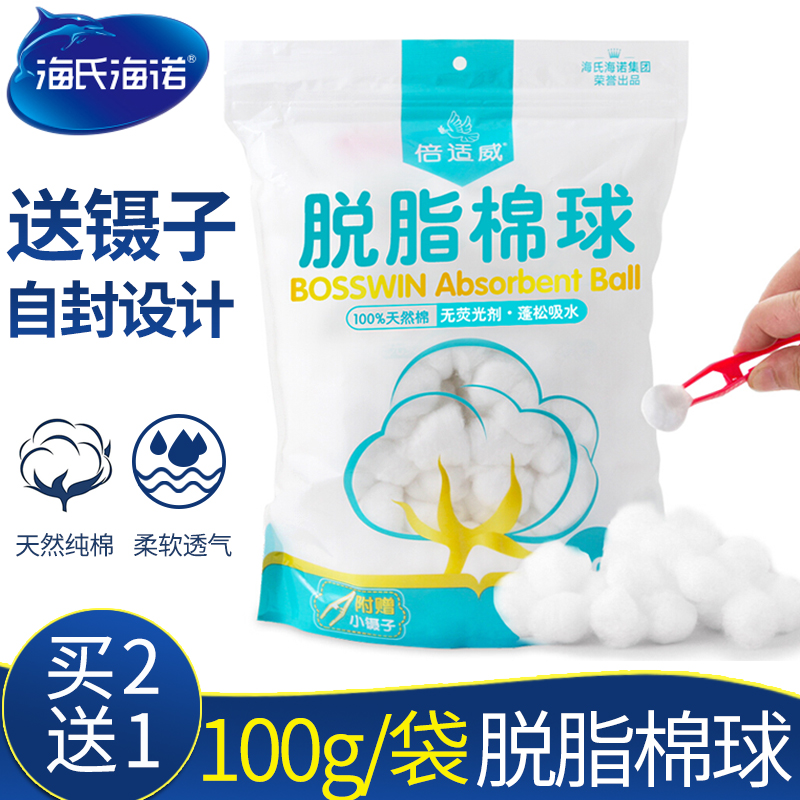 海氏海诺®
海氏海诺集团
荣誉出品
倍适威®
脱脂棉球
BOSSWIN Absorbent Ball
100%天然棉 无荧光剂·蓬松吸水
送镊子
自封设计
天然纯棉 柔软透气
附赠
小镊子
买2
送1
100g/袋 脱脂棉球